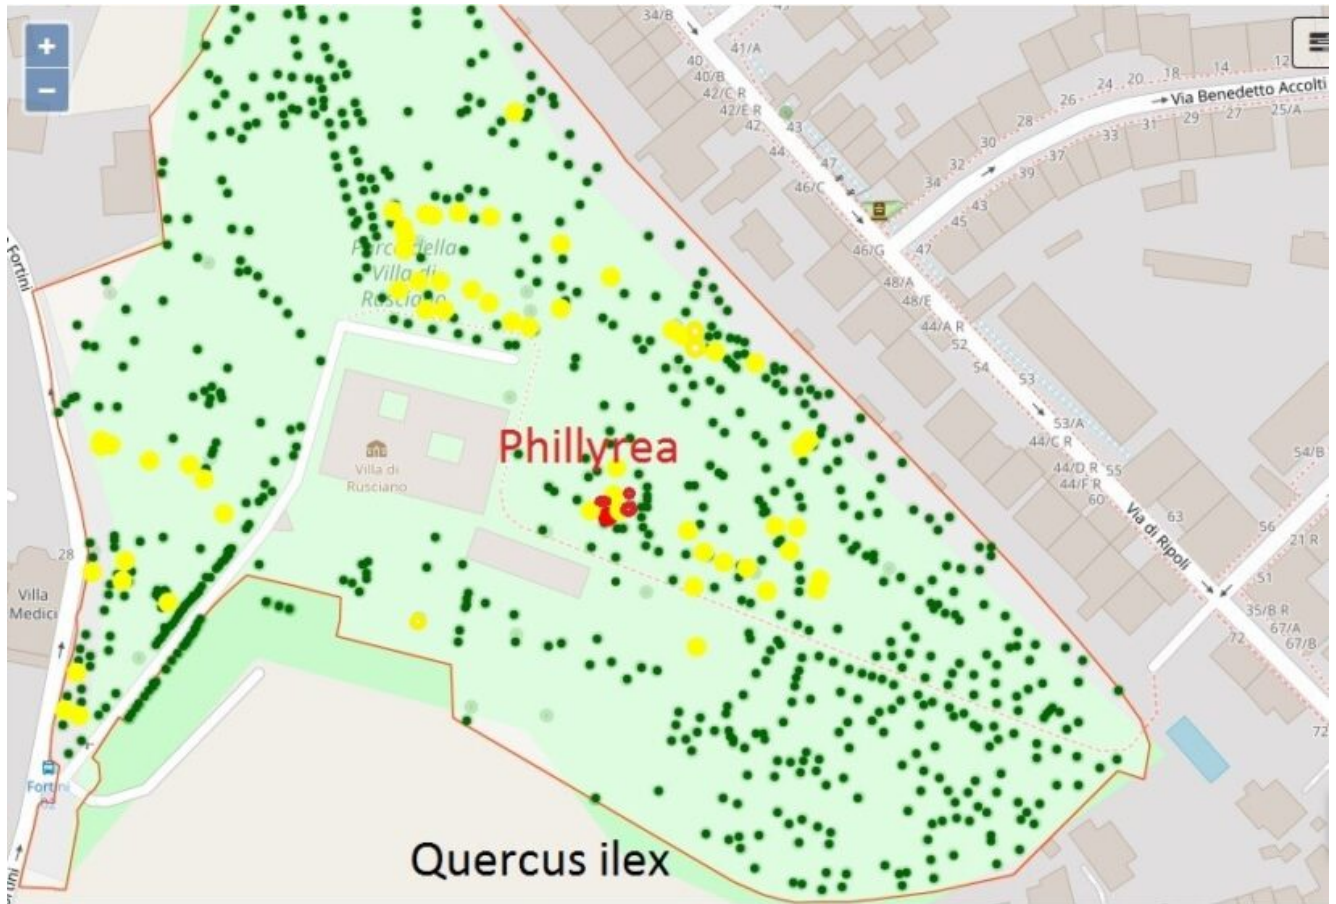 +
−
34/B
41/A
40
40/B
42/C R
42/E R
42
43
44
47
46/C
46/G
48/A
48/E
44/A R
52
54
53
53/A
44/C R
44/D R
44/F R
55
60
63
Via di Ripoli
Via Benedetto Accolti
12
14
18
20
24
26
28
30
32
34
25/A
27
29
31
33
37
39
43
45
47
54/B
56
21 R
51
35/B R
67/A
67/B
72
72
Fortini
Parco della
Villa di
Rusciano
Villa di
Rusciano
Phillyrea
28
Villa
Medici
Fortini
02
Quercus ilex